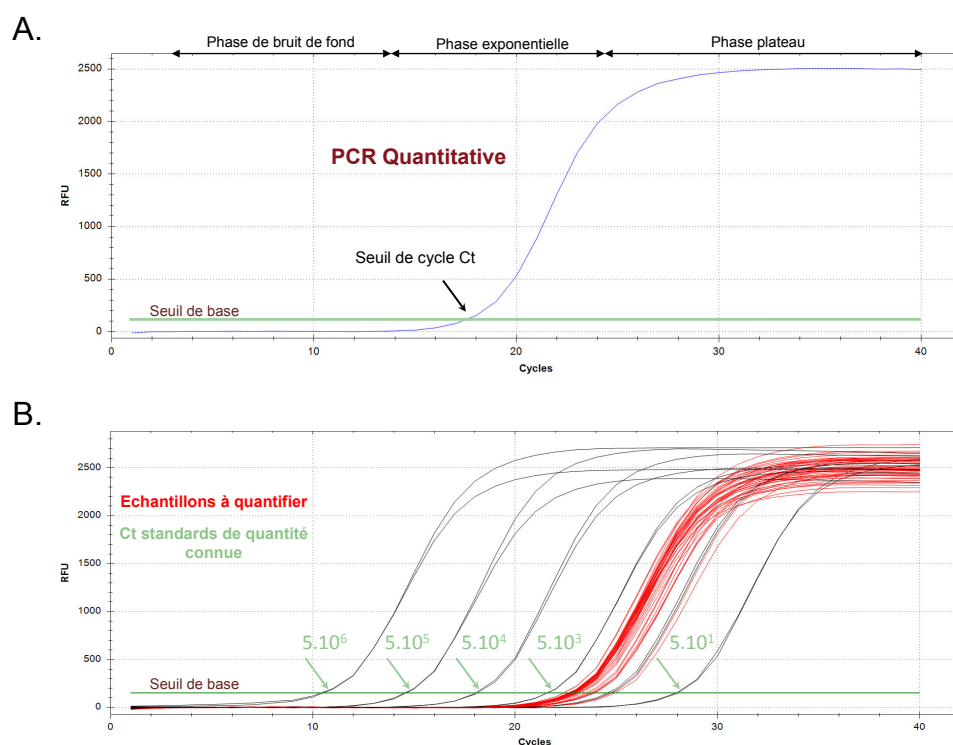 A.
Phase de bruit de fond
Phase exponentielle
Phase plateau
2500
2000
1500
1000
500
0
RFU
PCR Quantitative
Seuil de cycle Ct
Seuil de base
0
10
20
30
40
Cycles
B.
2500
2000
1500
1000
500
0
RFU
Echantillons à quantifier
Ct standards de quantité
connue
5.10⁶
5.10⁵
5.10⁴
5.10³
5.10¹
Seuil de base
0
10
20
30
40
Cycles